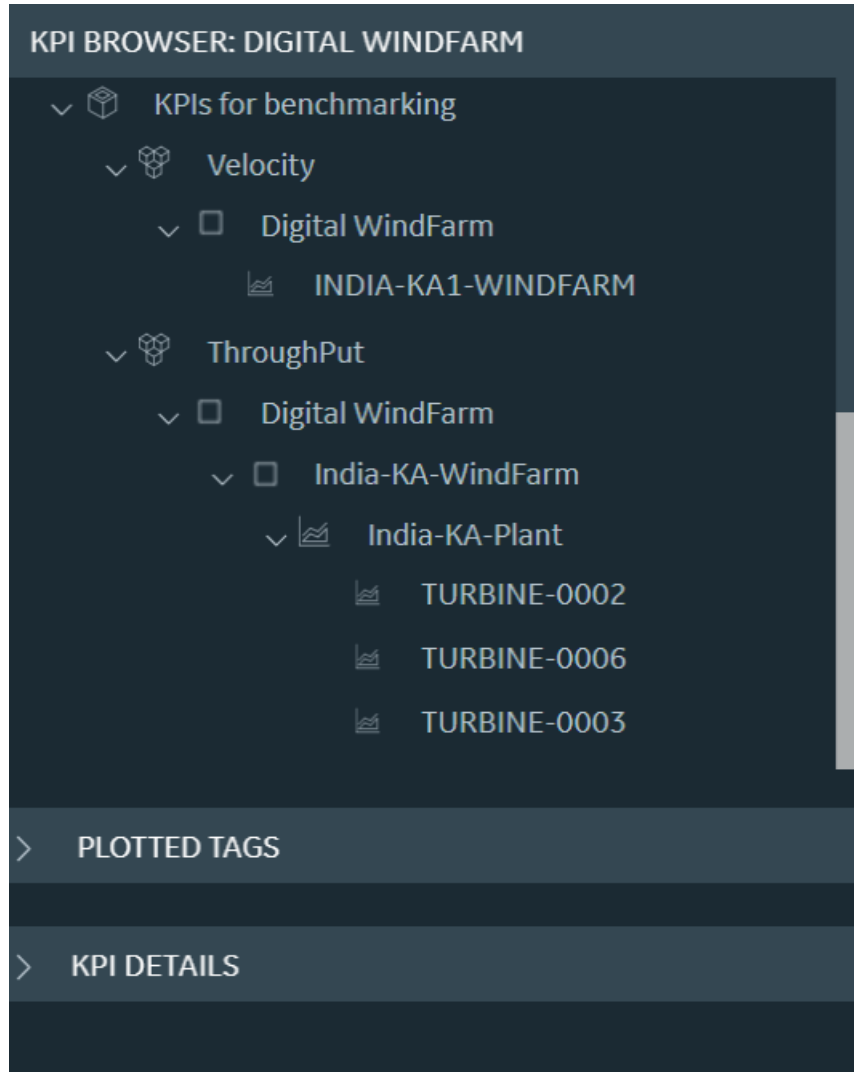 KPI BROWSER: DIGITAL WINDFARM
KPIs for benchmarking
Velocity
Digital WindFarm
INDIA-KA1-WINDFARM
ThroughPut
Digital WindFarm
India-KA-WindFarm
India-KA-Plant
TURBINE-0002
TURBINE-0006
TURBINE-0003
PLOTTED TAGS
KPI DETAILS